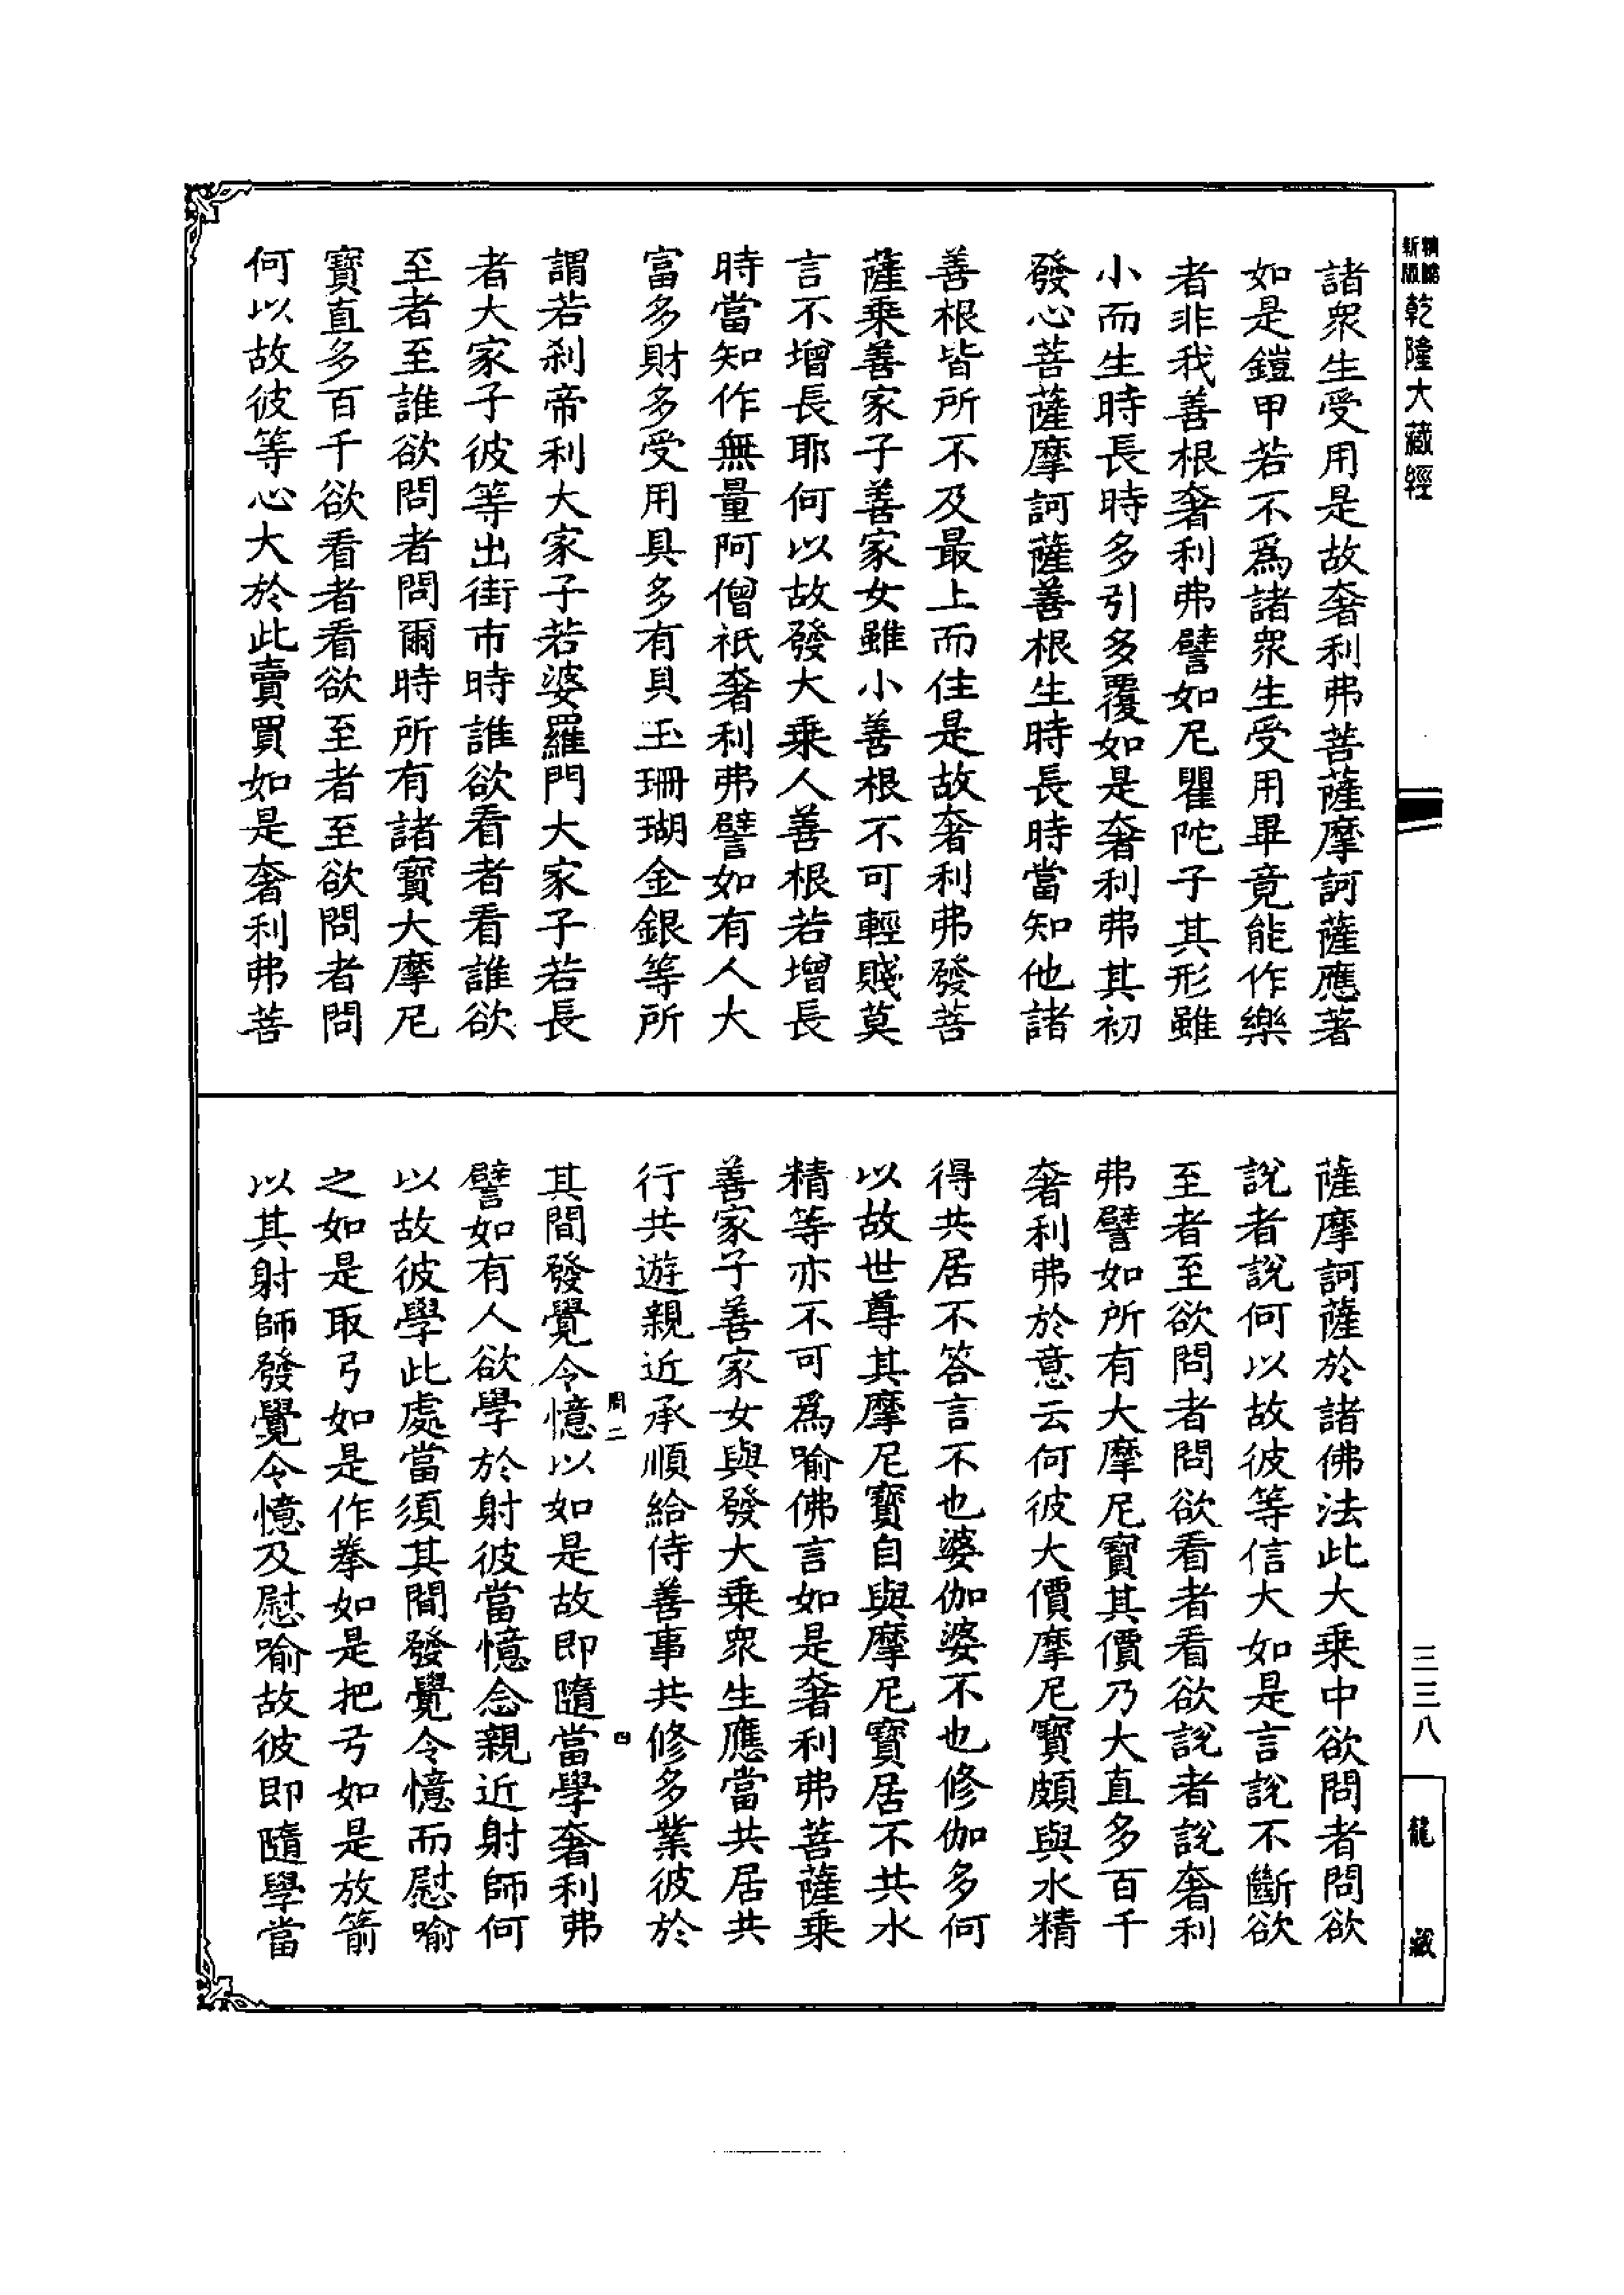 精縮新版乾隆大藏經
諸衆生受用是故奢利弗菩薩摩訶薩應著
如是鎧甲若不爲諸衆生受用畢竟能作樂
者非我善根奢利弗譬如尼瞿陀子其形雖
小而生時長時多引多覆如是奢利弗其初
發心菩薩摩訶薩善根生時長時當知他諸
善根皆所不及最上而住是故奢利弗發菩
薩乗善家子善家女雖小善根不可輕賤莫
言不增長耶何以故發大乗人善根若增長
時當知作無量阿僧祇奢利弗譬如有人大
富多財多受用具多有具玉珊瑚金銀等所
謂若刹帝利大家子若婆羅門大家子若長
者大家子彼等出街市時誰欲看者看誰欲
至者至誰欲問者問爾時所有諸寶大摩尼
寶直多百千欲看者看欲至者至欲問者問
何以故彼等心大於此賣買如是奢利弗菩
薩摩訶薩於諸佛法此大乗中欲問者問欲
說者說何以故彼等信大如是言說不斷欲
至者至欲問者問欲看者看欲說者說奢利
弗譬如所有大摩尼寶其價乃大直多百千
奢利弗於意云何彼大價摩尼寶頗與水精
得共居不答言不也婆伽婆不也修伽多何
以故世尊其摩尼寶自與摩尼寶居不共水
精等亦不可爲喻佛言如是奢利弗菩薩乗
善家子善家女與發大乗衆生應當共居共
行共遊親近承順給侍善事共修多業彼於
周二
四
其間發覺令憶以如是故即隨當學奢利弗
譬如有人欲學於射彼當憶念親近射師何
以故彼學此處當須其間發覺令憶而慰喻
之如是取弓如是作拳如是把弓如是放箭
以其射師發覺令憶及慰喻故彼即隨學當
三三八
龍藏